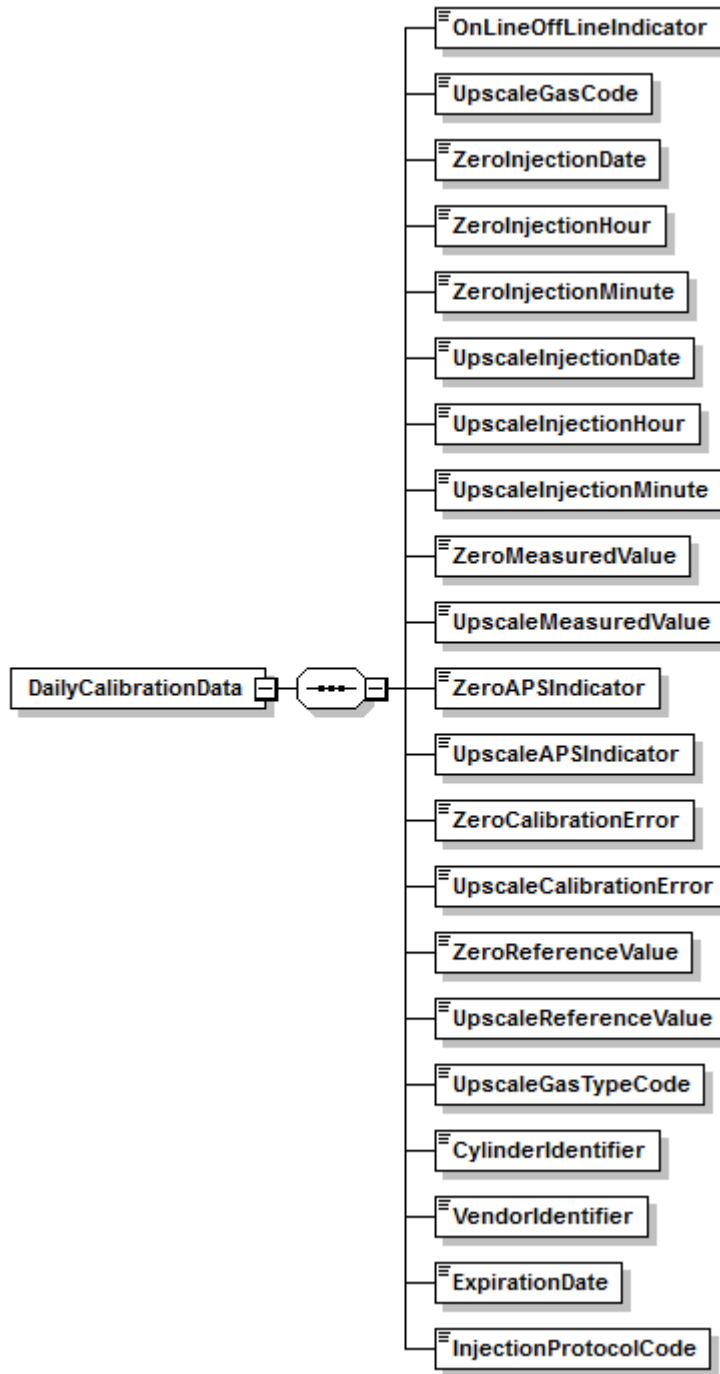 OnLineOffLineIndicator
UpscaleGasCode
ZeroInjectionDate
ZeroInjectionHour
ZeroInjectionMinute
UpscaleInjectionDate
UpscaleInjectionHour
UpscaleInjectionMinute
ZeroMeasuredValue
UpscaleMeasuredValue
DailyCalibrationData
ZeroAPSIndicator
UpscaleAPSIndicator
ZeroCalibrationError
UpscaleCalibrationError
ZeroReferenceValue
UpscaleReferenceValue
UpscaleGasTypeCode
CylinderIdentifier
VendorIdentifier
ExpirationDate
InjectionProtocolCode